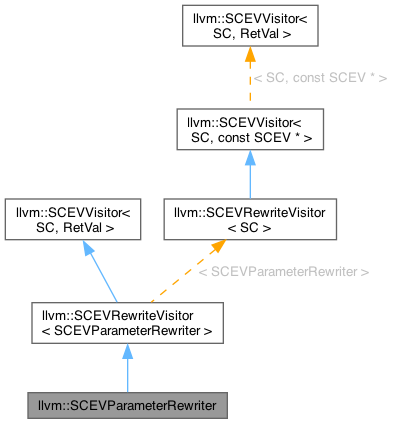 llvm::SCEVVisitor<
SC, RetVal >
< SC, const SCEV * >
llvm::SCEVVisitor<
SC, const SCEV * >
llvm::SCEVVisitor<
SC, RetVal >
llvm::SCEVRewriteVisitor
< SC >
< SCEVParameterRewriter >
llvm::SCEVRewriteVisitor
< SCEVParameterRewriter >
llvm::SCEVParameterRewriter